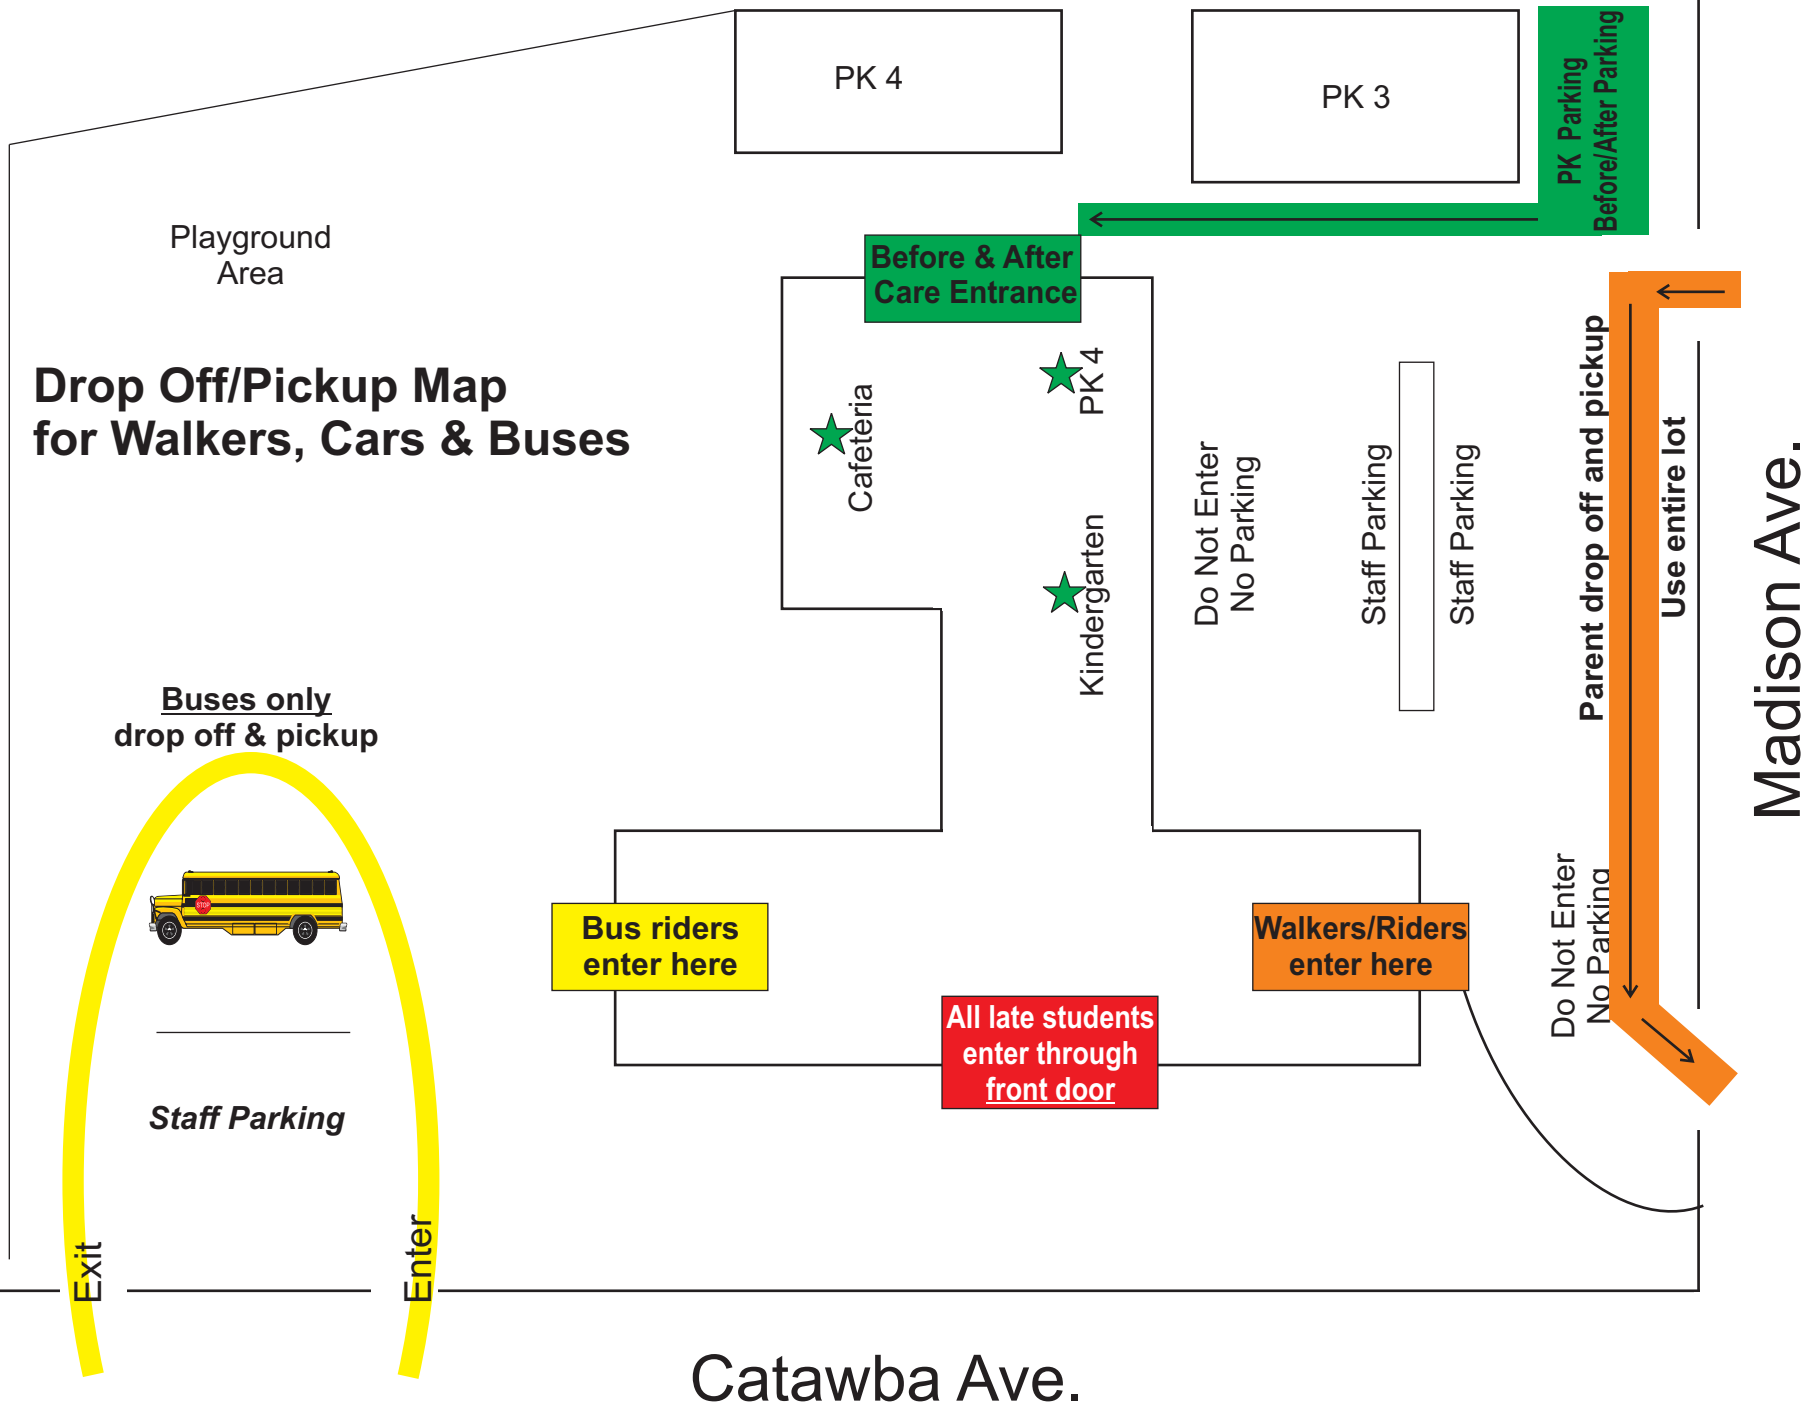 PK 4
PK 3
PK Parking
Before/After Parking
Playground
Area
Before & After
Care Entrance
Drop Off/Pickup Map
for Walkers, Cars & Buses
PK 4
Cafeteria
Kindergarten
Do Not Enter
No Parking
Staff Parking
Staff Parking
Parent drop off and pickup
Use entire lot
Madison Ave.
Buses only
drop off & pickup
STOP
Bus riders
enter here
Walkers/Riders
enter here
Do Not Enter
No Parking
All late students
enter through
front door
Staff Parking
Exit
Enter
Catawba Ave.